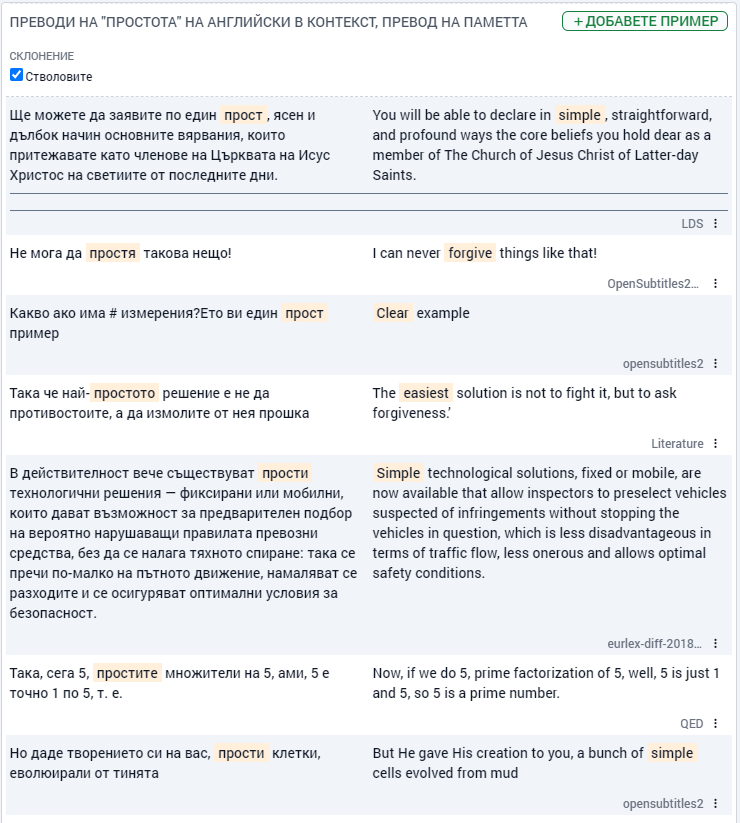 ПРЕВОДИ НА "ПРОСТОТА" НА АНГЛИЙСКИ В КОНТЕКСТ, ПРЕВОД НА ПАМЕТТА
+ ДОБАВЕТЕ ПРИМЕР
СКЛОНЕНИЕ
Стволовите
Ще можете да заявите по един прост, ясен и
дълбок начин основните вярвания, които
притежавате като членове на Църквата на Исус
Христос на светиите от последните дни.
You will be able to declare in simple, straightforward,
and profound ways the core beliefs you hold dear as a
member of The Church of Jesus Christ of Latter-day
Saints.
LDS
Не мога да простя такова нещо!
I can never forgive things like that!
OpenSubtitles2...
Какво ако има # измерения?Ето ви един прост
пример
Clear example
opensubtitles2
Така че най-простото решение е не да
противостоите, а да измолите от нея прошка
The easiest solution is not to fight it, but to ask
forgiveness.’
Literature
В действителност вече съществуват прости
технологични решения — фиксирани или мобилни,
които дават възможност за предварителен подбор
на вероятно нарушаващи правилата превозни
средства, без да се налага тяхното спиране: така се
пречи по-малко на пътното движение, намаляват се
разходите и се осигуряват оптимални условия за
безопасност.
Simple technological solutions, fixed or mobile, are
now available that allow inspectors to preselect vehicles
suspected of infringements without stopping the
vehicles in question, which is less disadvantageous in
terms of traffic flow, less onerous and allows optimal
safety conditions.
eurlex-diff-2018...
Така, сега 5, простите множители на 5, ами, 5 е
точно 1 по 5, т. е.
Now, if we do 5, prime factorization of 5, well, 5 is just 1
and 5, so 5 is a prime number.
QED
Но даде творението си на вас, прости клетки,
еволюирали от тинята
But He gave His creation to you, a bunch of simple
cells evolved from mud
opensubtitles2